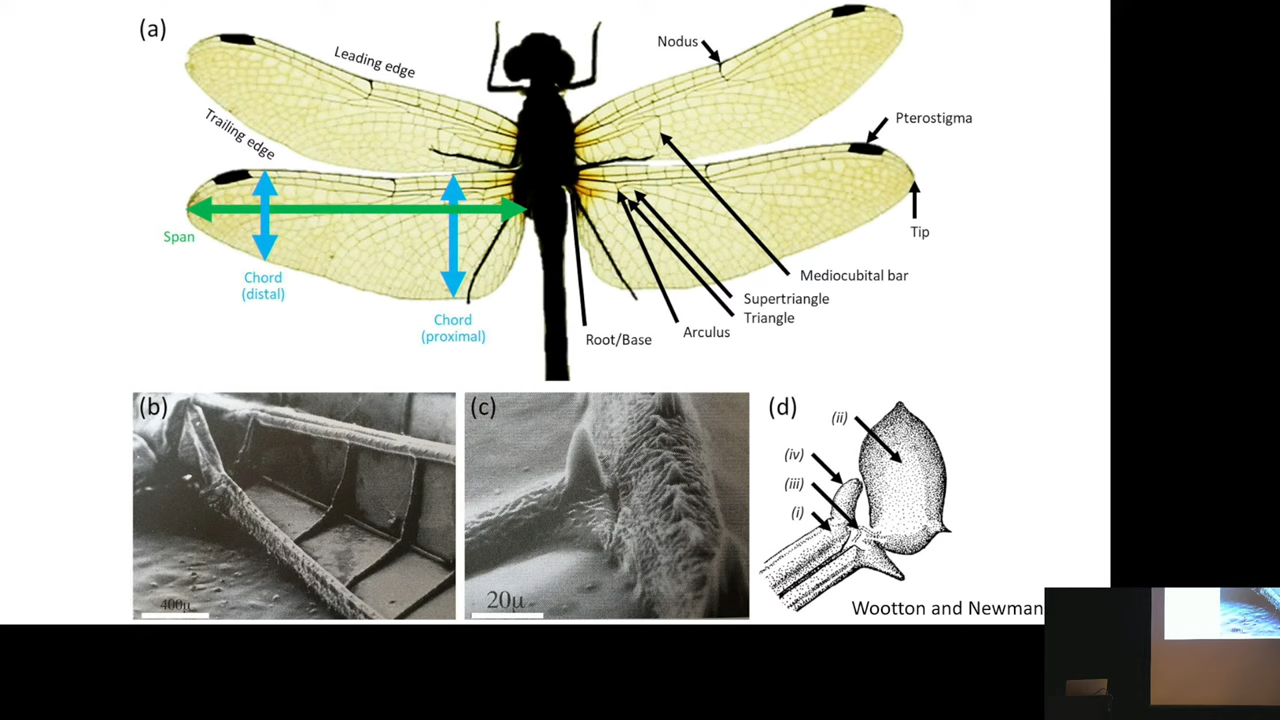 (a)
Leading edge
Nodus
Trailing edge
Pterostigma
Span
Tip
Chord
(distal)
Mediocubital bar
Supertriangle
Triangle
Chord
(proximal)
Arculus
Root/Base
(b)
400µ
(c)
20µ
(d)
(ii)
(iv)
(iii)
(i)
Wootton and Newman